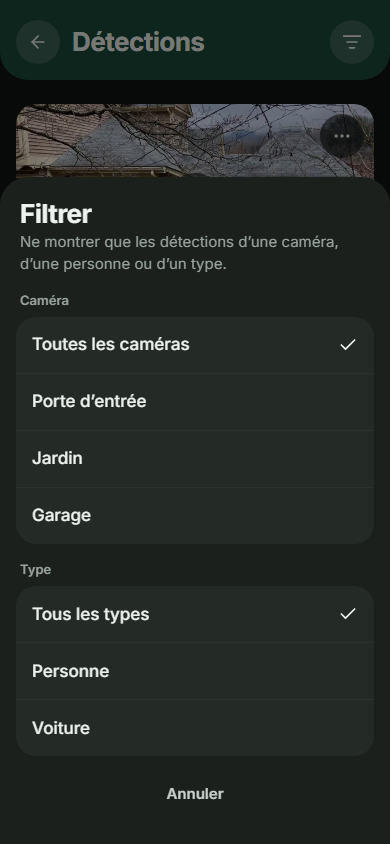 Détections
Filtrer
Ne montrer que les détections d’une caméra,
d’une personne ou d’un type.
Caméra
Toutes les caméras
Porte d’entrée
Jardin
Garage
Type
Tous les types
Personne
Voiture
Annuler